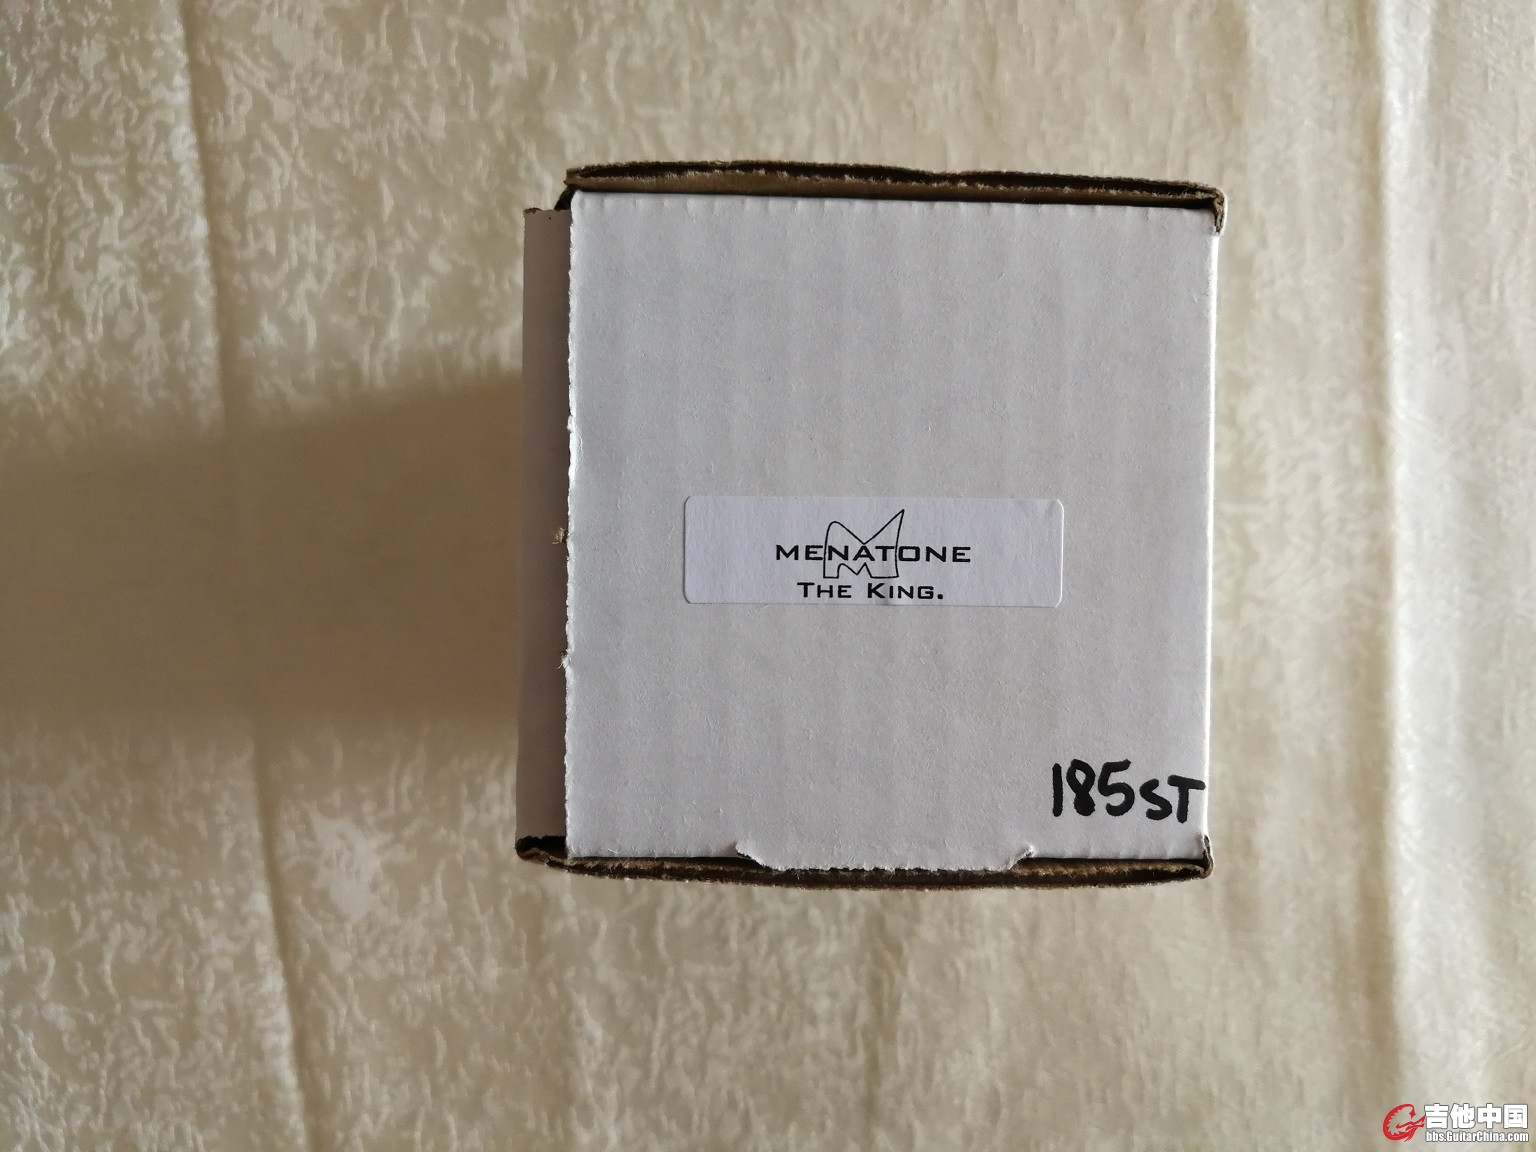 MENATONE
THE KING.
185ST
吉他中国
bbs.GuitarChina.com